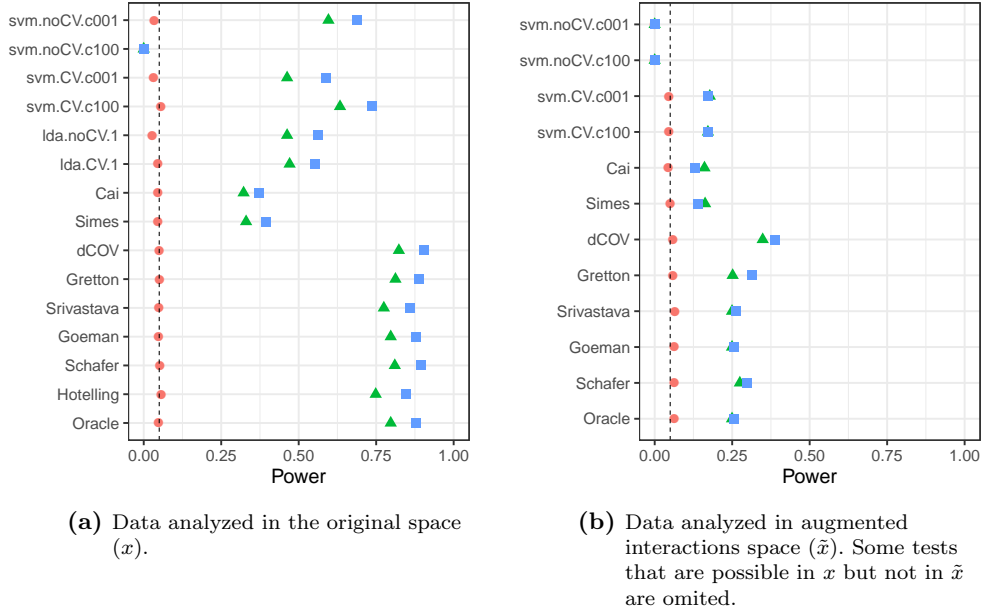 svm.noCV.c001
svm.noCV.c100
svm.CV.c001
svm.CV.c100
lda.noCV.1
lda.CV.1
Cai
Simes
dCOV
Gretton
Srivastava
Goeman
Schafer
Hotelling
Oracle
0.00 0.25 0.50 0.75 1.00
Power
(a) Data analyzed in the original space
(x).
svm.noCV.c001
svm.noCV.c100
svm.CV.c001
svm.CV.c100
Cai
Simes
dCOV
Gretton
Srivastava
Goeman
Schafer
Oracle
0.00 0.25 0.50 0.75 1.00
Power
(b) Data analyzed in augmented
interactions space (x̃). Some tests
that are possible in x but not in x̃
are omited.